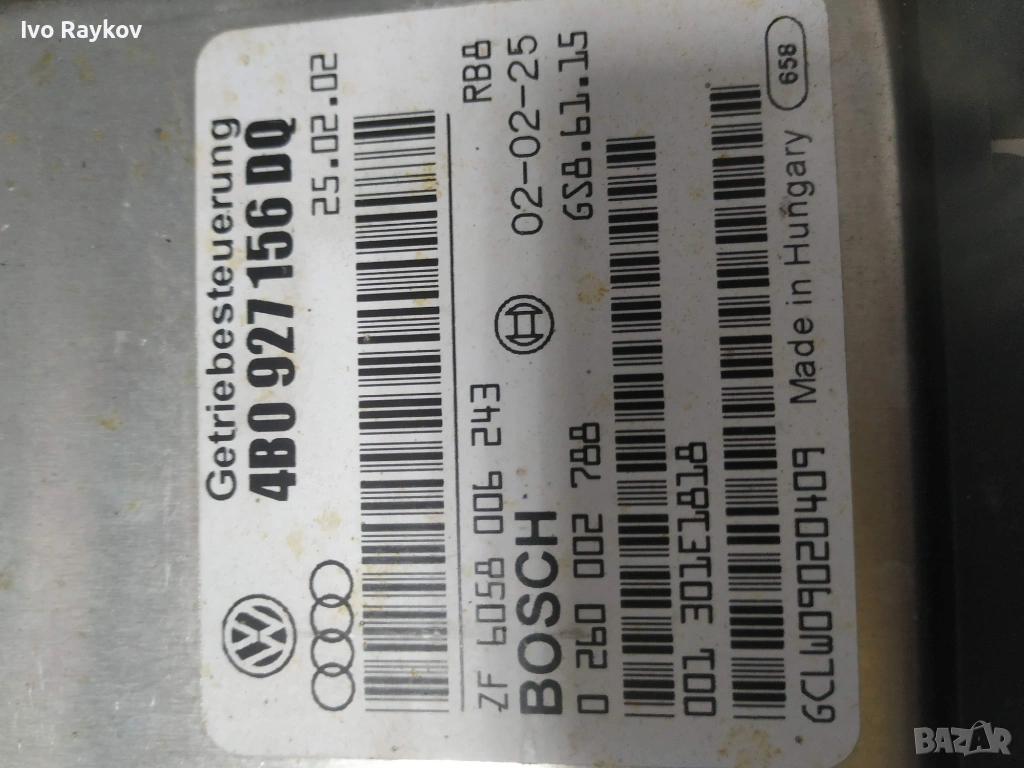 Ivo Raykov
Getriebesteuerung
4B0 927 156 DQ
25.02.02
ZF 6058 006 243
RB8
BOSCH
02-02-25
0 260 002 788
GS8.61.15
001 301E1818
GCLW09020409
Made in Hungary
658
BAZAR